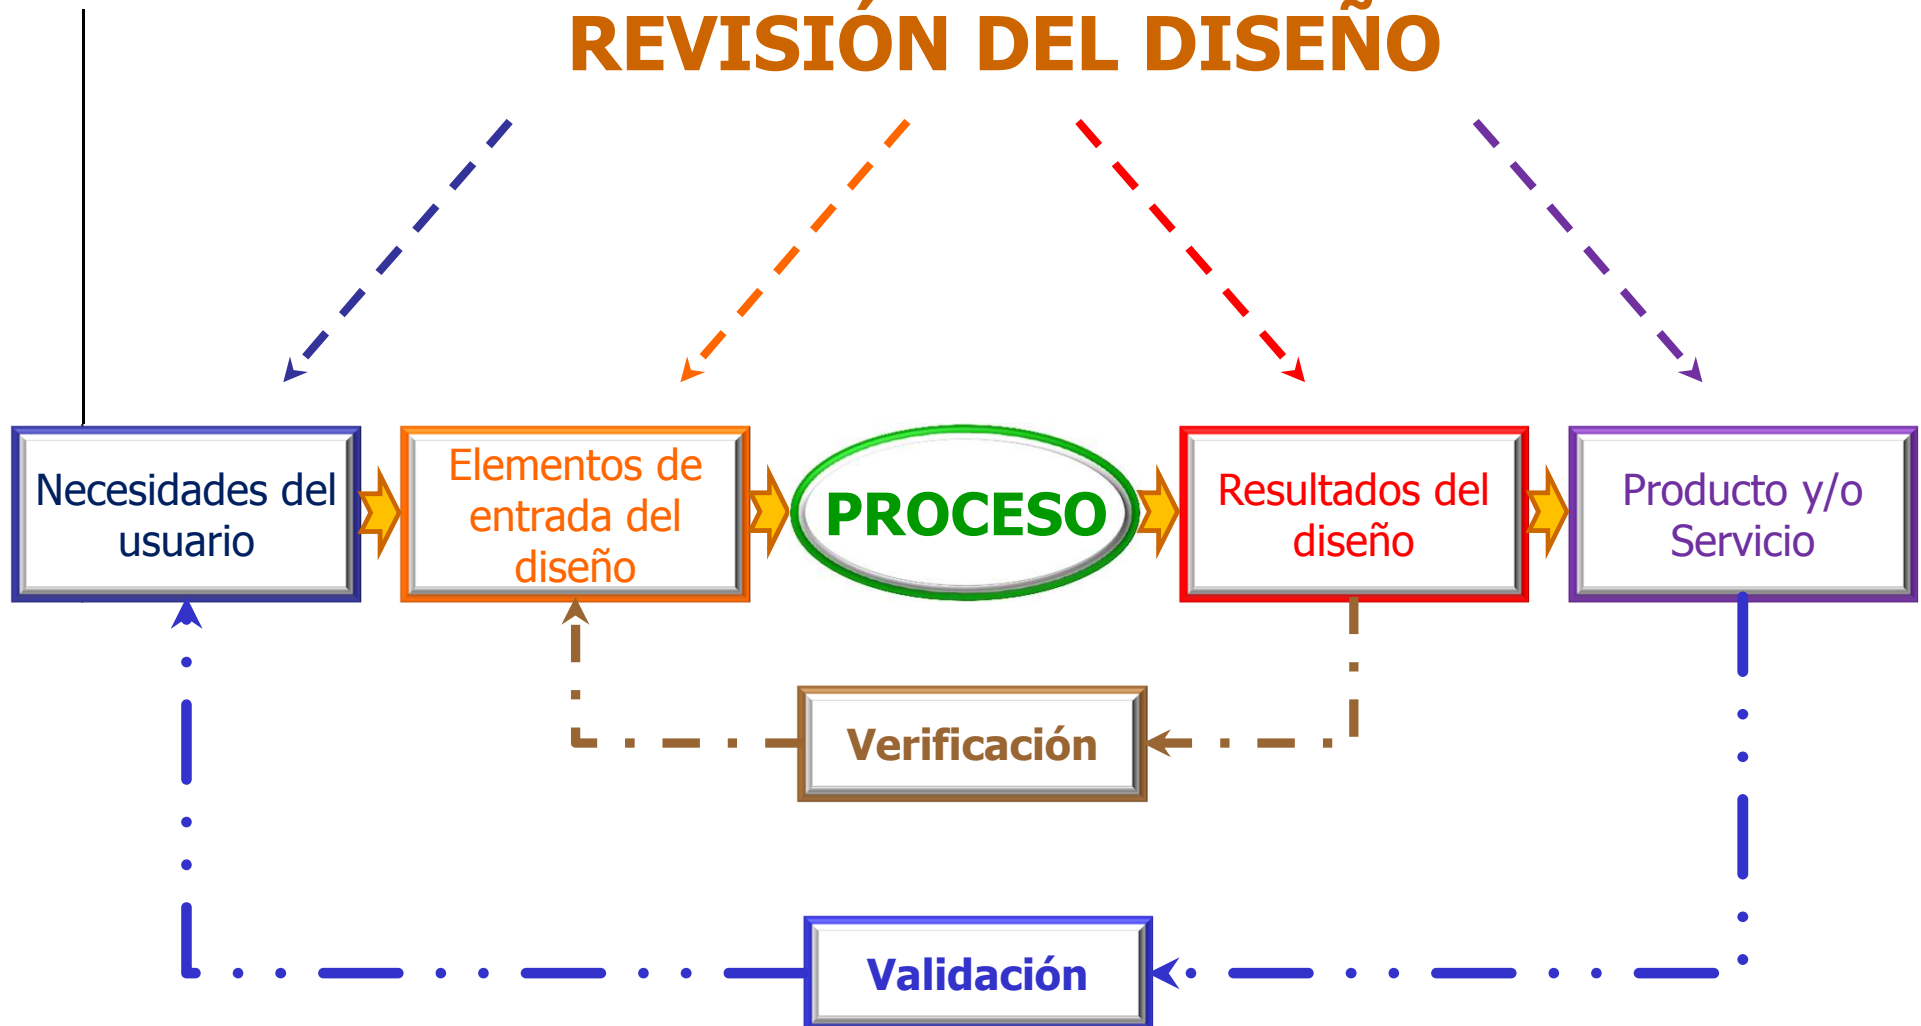 REVISIÓN DEL DISEÑO
Necesidades del
usuario
Elementos de
entrada del
diseño
PROCESO
Resultados del
diseño
Producto y/o
Servicio
Verificación
Validación